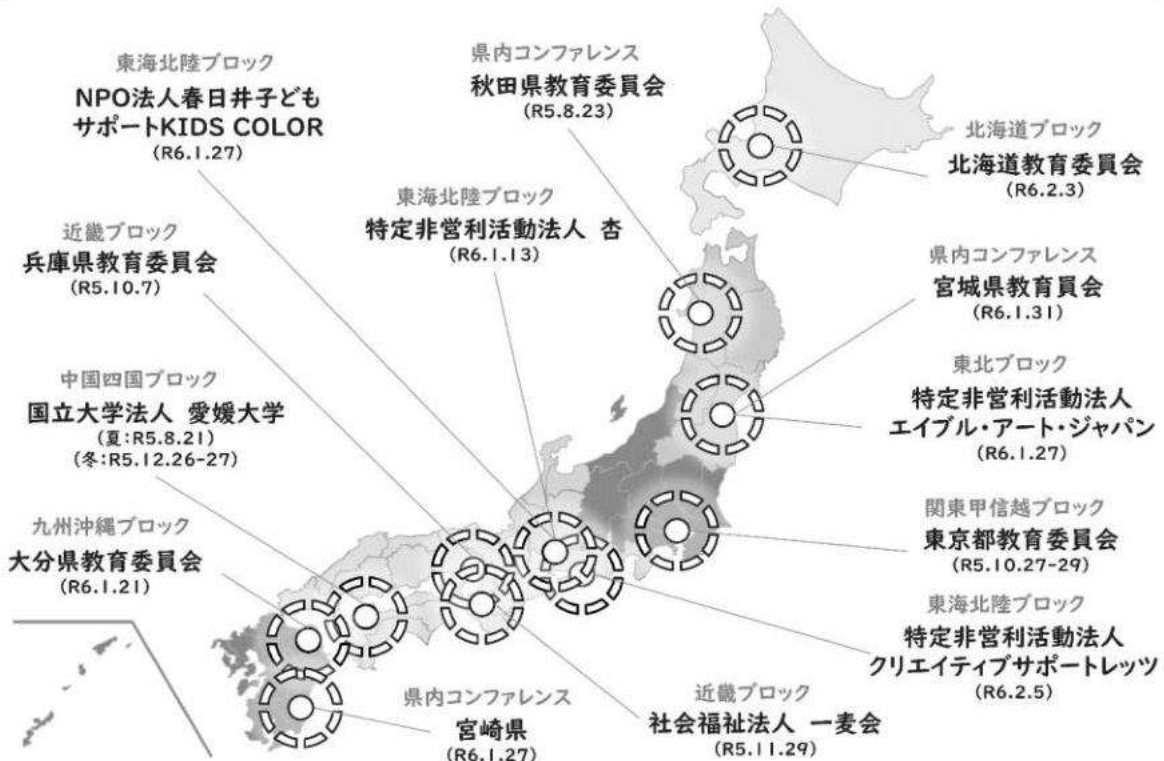 東海北陸ブロック
NPO法人春日井子ども
サポートKIDS COLOR
(R6.1.27)
県内コンファレンス
秋田県教育委員会
(R5.8.23)
北海道ブロック
北海道教育委員会
(R6.2.3)
東海北陸ブロック
特定非営利活動法人 杏
(R6.1.13)
近畿ブロック
兵庫県教育委員会
(R5.10.7)
県内コンファレンス
宮城県教育員会
(R6.1.31)
中国四国ブロック
国立大学法人 愛媛大学
(夏:R5.8.21)
(冬:R5.12.26-27)
東北ブロック
特定非営利活動法人
エイブル・アート・ジャパン
(R6.1.27)
九州沖縄ブロック
大分県教育委員会
(R6.1.21)
関東甲信越ブロック
東京都教育委員会
(R5.10.27-29)
東海北陸ブロック
特定非営利活動法人
クリエイティブサポートレッツ
(R6.2.5)
県内コンファレンス
宮崎県
(R6.1.27)
近畿ブロック
社会福祉法人 一麦会
(R5.11.29)